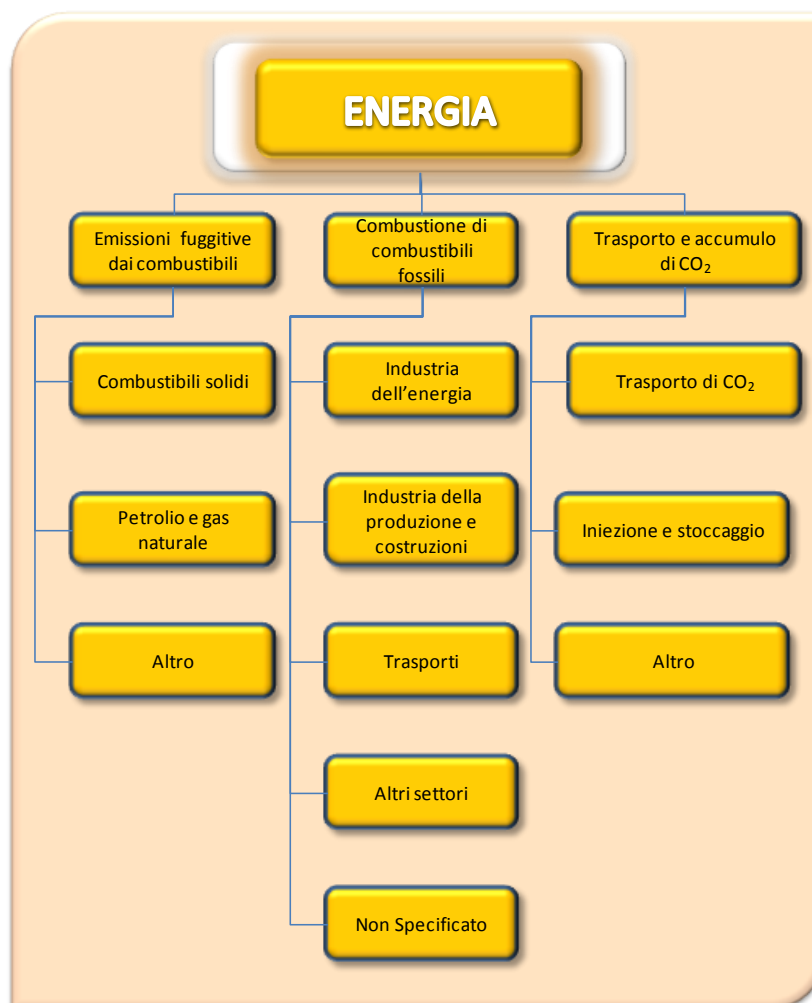 ENERGIA
Emissioni fuggitive
dai combustibili
Combustione di
combustibili
fossili
Trasporto e accumulo
di CO₂
Combustibili solidi
Industria
dell'energia
Trasporto di CO₂
Petrolio e gas
naturale
Industria della
produzione e
costruzioni
Iniezione e stoccaggio
Altro
Trasporti
Altro
Altri settori
Non Specificato